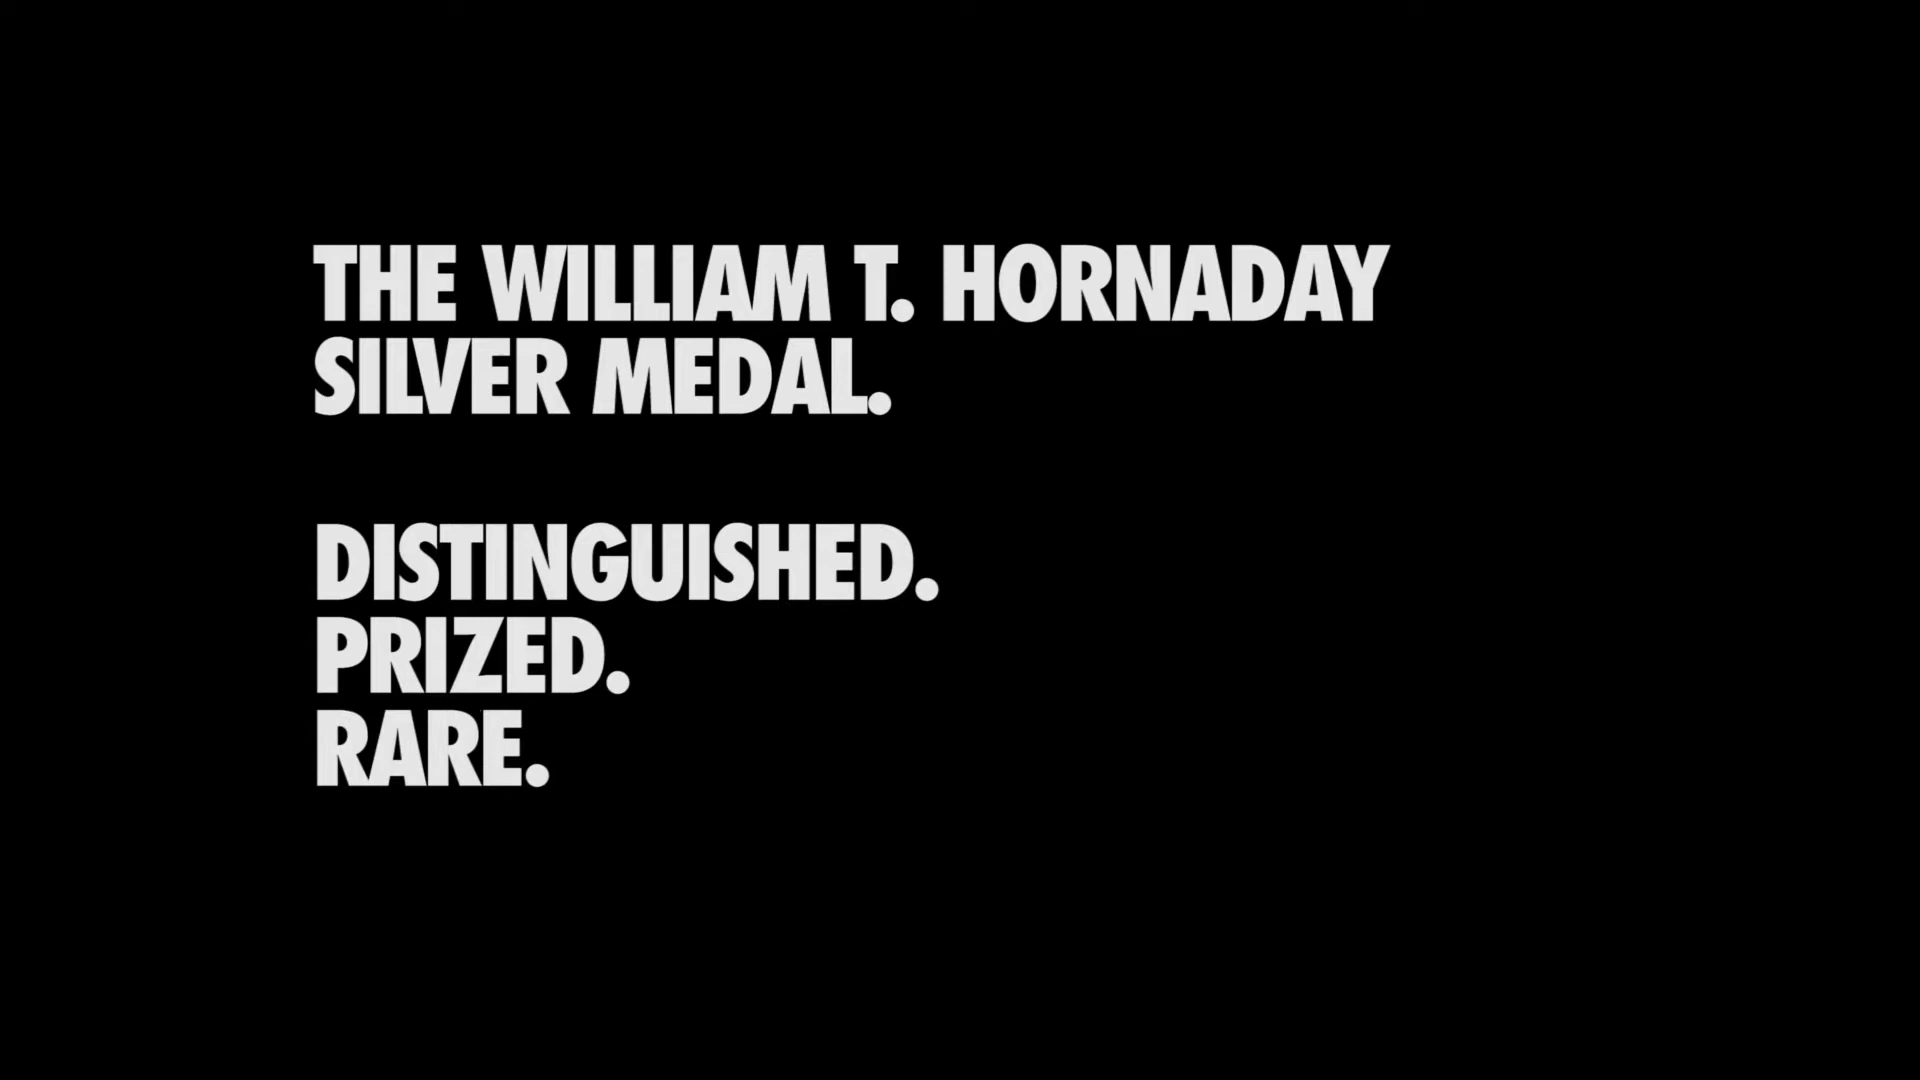 THE WILLIAM T. HORNADAY
SILVER MEDAL.
DISTINGUISHED.
PRIZED.
RARE.